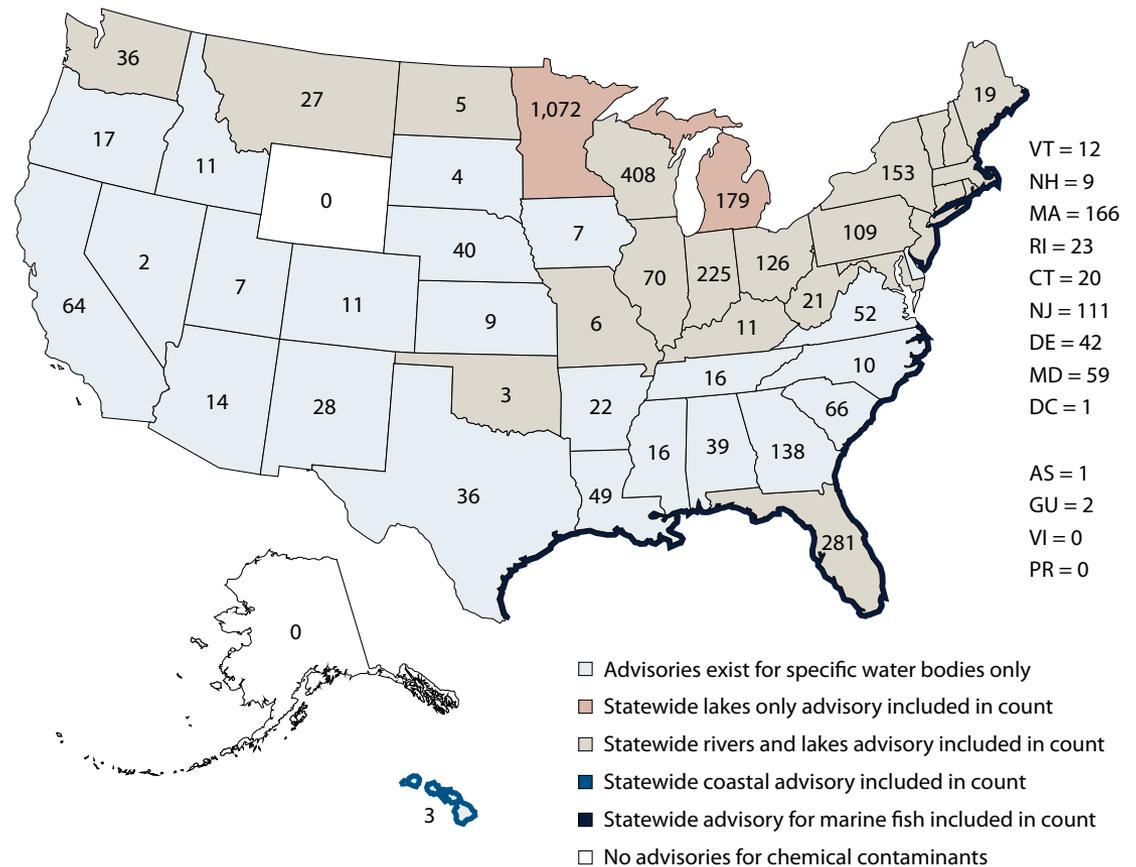 36
27
5
1,072
19
17
11
0
4
408
179
153
VT = 12
NH = 9
MA = 166
RI = 23
CT = 20
NJ = 111
DE = 42
MD = 59
DC = 1
2
7
11
40
7
109
64
9
70
225
126
21
52
6
11
14
28
3
16
10
22
66
16
39
138
AS = 1
GU = 2
VI = 0
PR = 0
36
49
281
0
Advisories exist for specific water bodies only
Statewide lakes only advisory included in count
Statewide rivers and lakes advisory included in count
Statewide coastal advisory included in count
3
Statewide advisory for marine fish included in count
No advisories for chemical contaminants